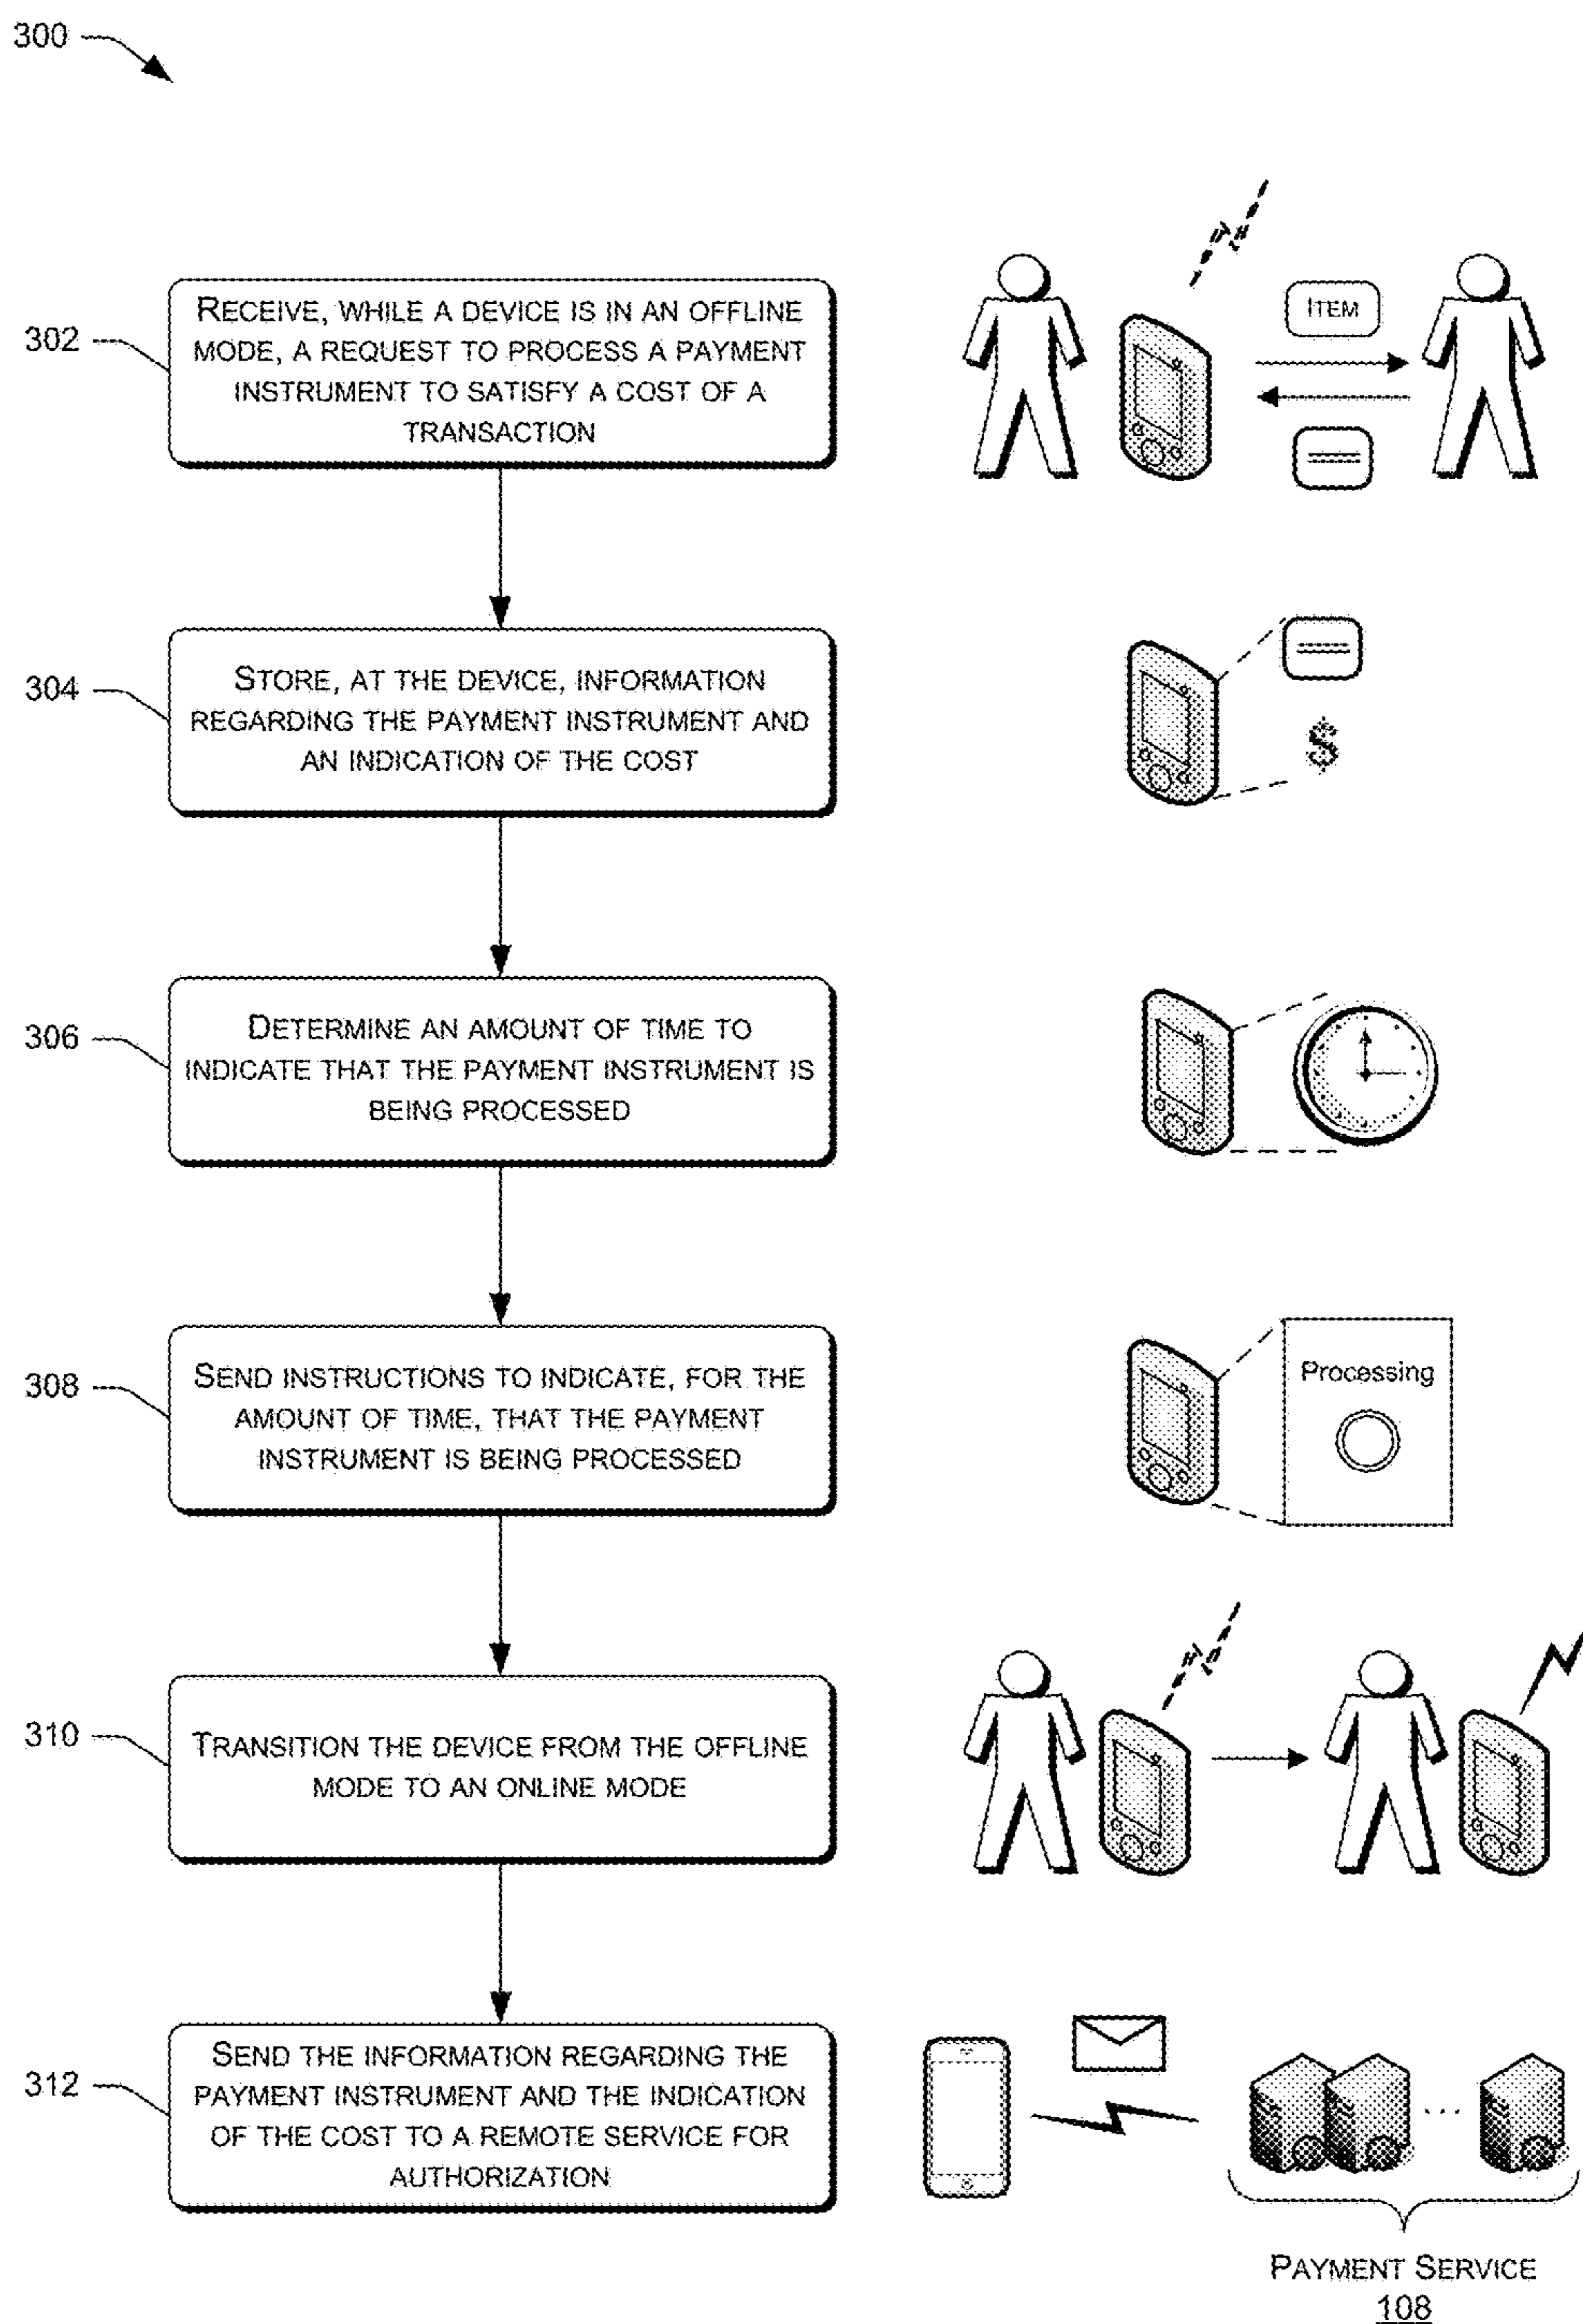 300
302
RECEIVE, WHILE A DEVICE IS IN AN OFFLINE
MODE, A REQUEST TO PROCESS A PAYMENT
INSTRUMENT TO SATISFY A COST OF A
TRANSACTION
ITEM
304
STORE, AT THE DEVICE, INFORMATION
REGARDING THE PAYMENT INSTRUMENT AND
AN INDICATION OF THE COST
$
306
DETERMINE AN AMOUNT OF TIME TO
INDICATE THAT THE PAYMENT INSTRUMENT IS
BEING PROCESSED
308
SEND INSTRUCTIONS TO INDICATE, FOR THE
AMOUNT OF TIME, THAT THE PAYMENT
INSTRUMENT IS BEING PROCESSED
Processing
310
TRANSITION THE DEVICE FROM THE OFFLINE
MODE TO AN ONLINE MODE
312
SEND THE INFORMATION REGARDING THE
PAYMENT INSTRUMENT AND THE INDICATION
OF THE COST TO A REMOTE SERVICE FOR
AUTHORIZATION
...
PAYMENT SERVICE
108